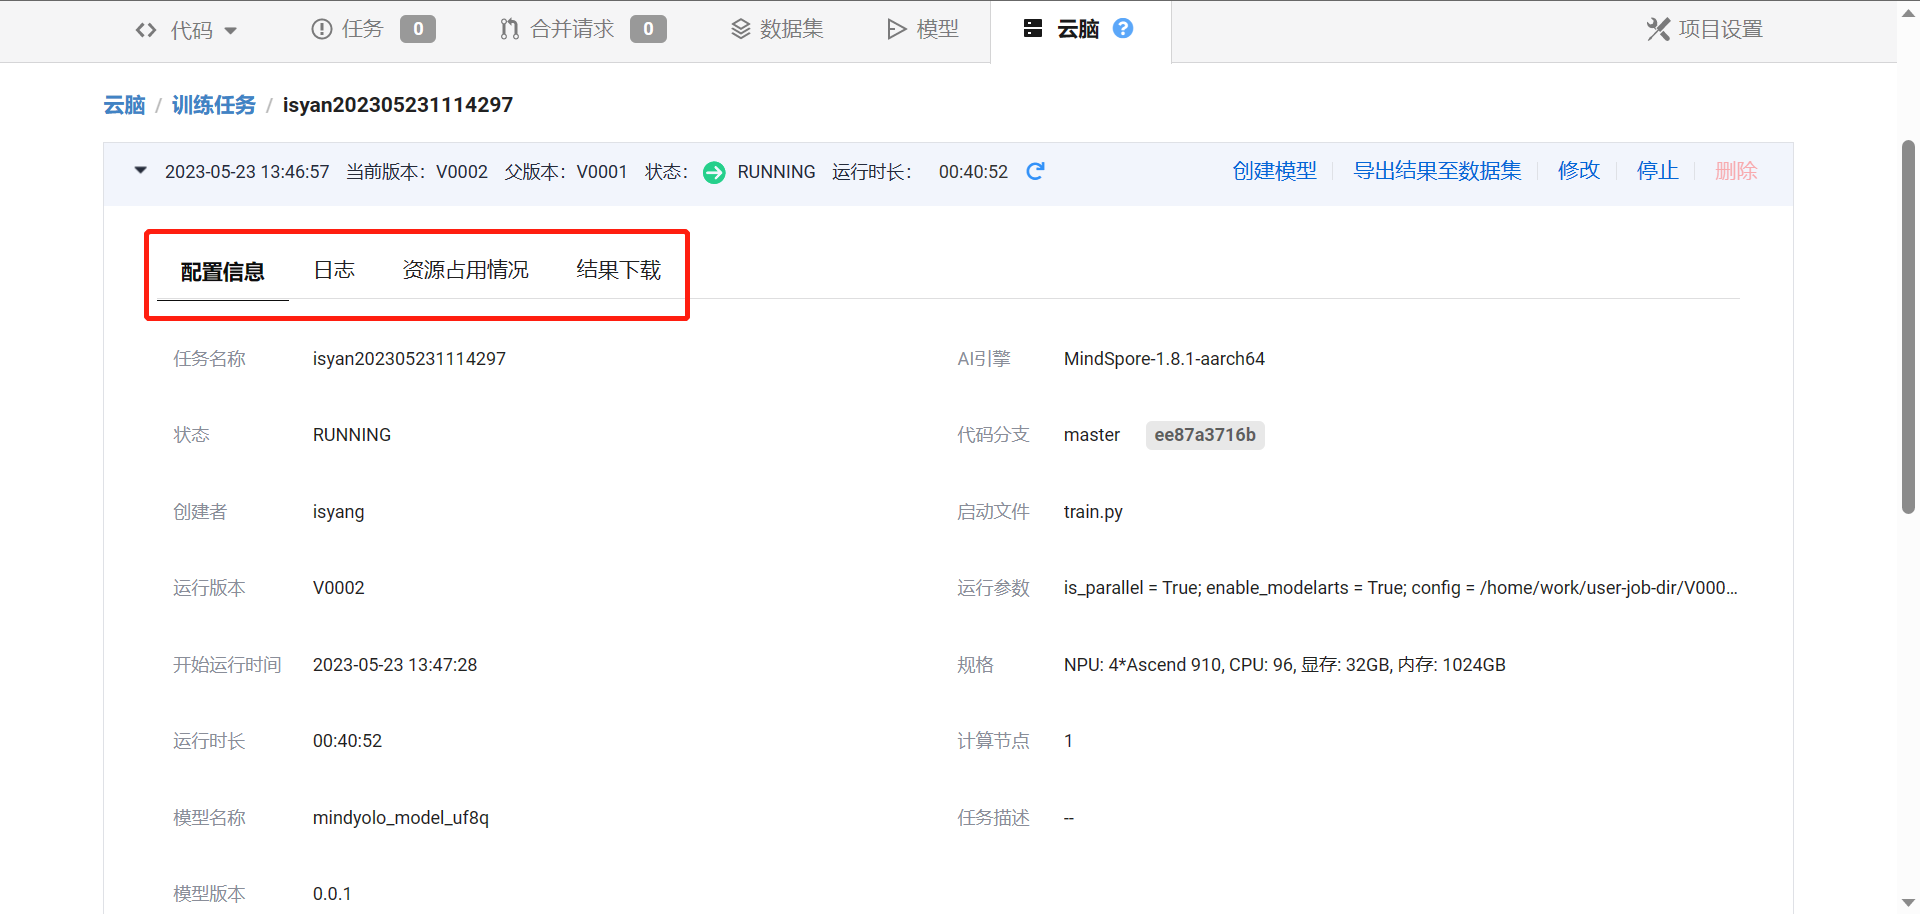 代码 任务 0 合并请求 0 数据集 模型 云脑 ? 项目设置
云脑 / 训练任务 / isyan202305231114297
2023-05-23 13:46:57 当前版本：V0002 父版本：V0001 状态： RUNNING 运行时长： 00:40:52 创建模型 导出结果至数据集 修改 停止 删除
配置信息 日志 资源占用情况 结果下载
任务名称 isyan202305231114297 AI引擎 MindSpore-1.8.1-aarch64
状态 RUNNING 代码分支 master ee87a3716b
创建者 isyang 启动文件 train.py
运行版本 V0002 运行参数 is_parallel = True; enable_modelarts = True; config = /home/work/user-job-dir/V000...
开始运行时间 2023-05-23 13:47:28 规格 NPU: 4*Ascend 910, CPU: 96, 显存: 32GB, 内存: 1024GB
运行时长 00:40:52 计算节点 1
模型名称 mindyolo_model_uf8q 任务描述 --
模型版本 0.0.1